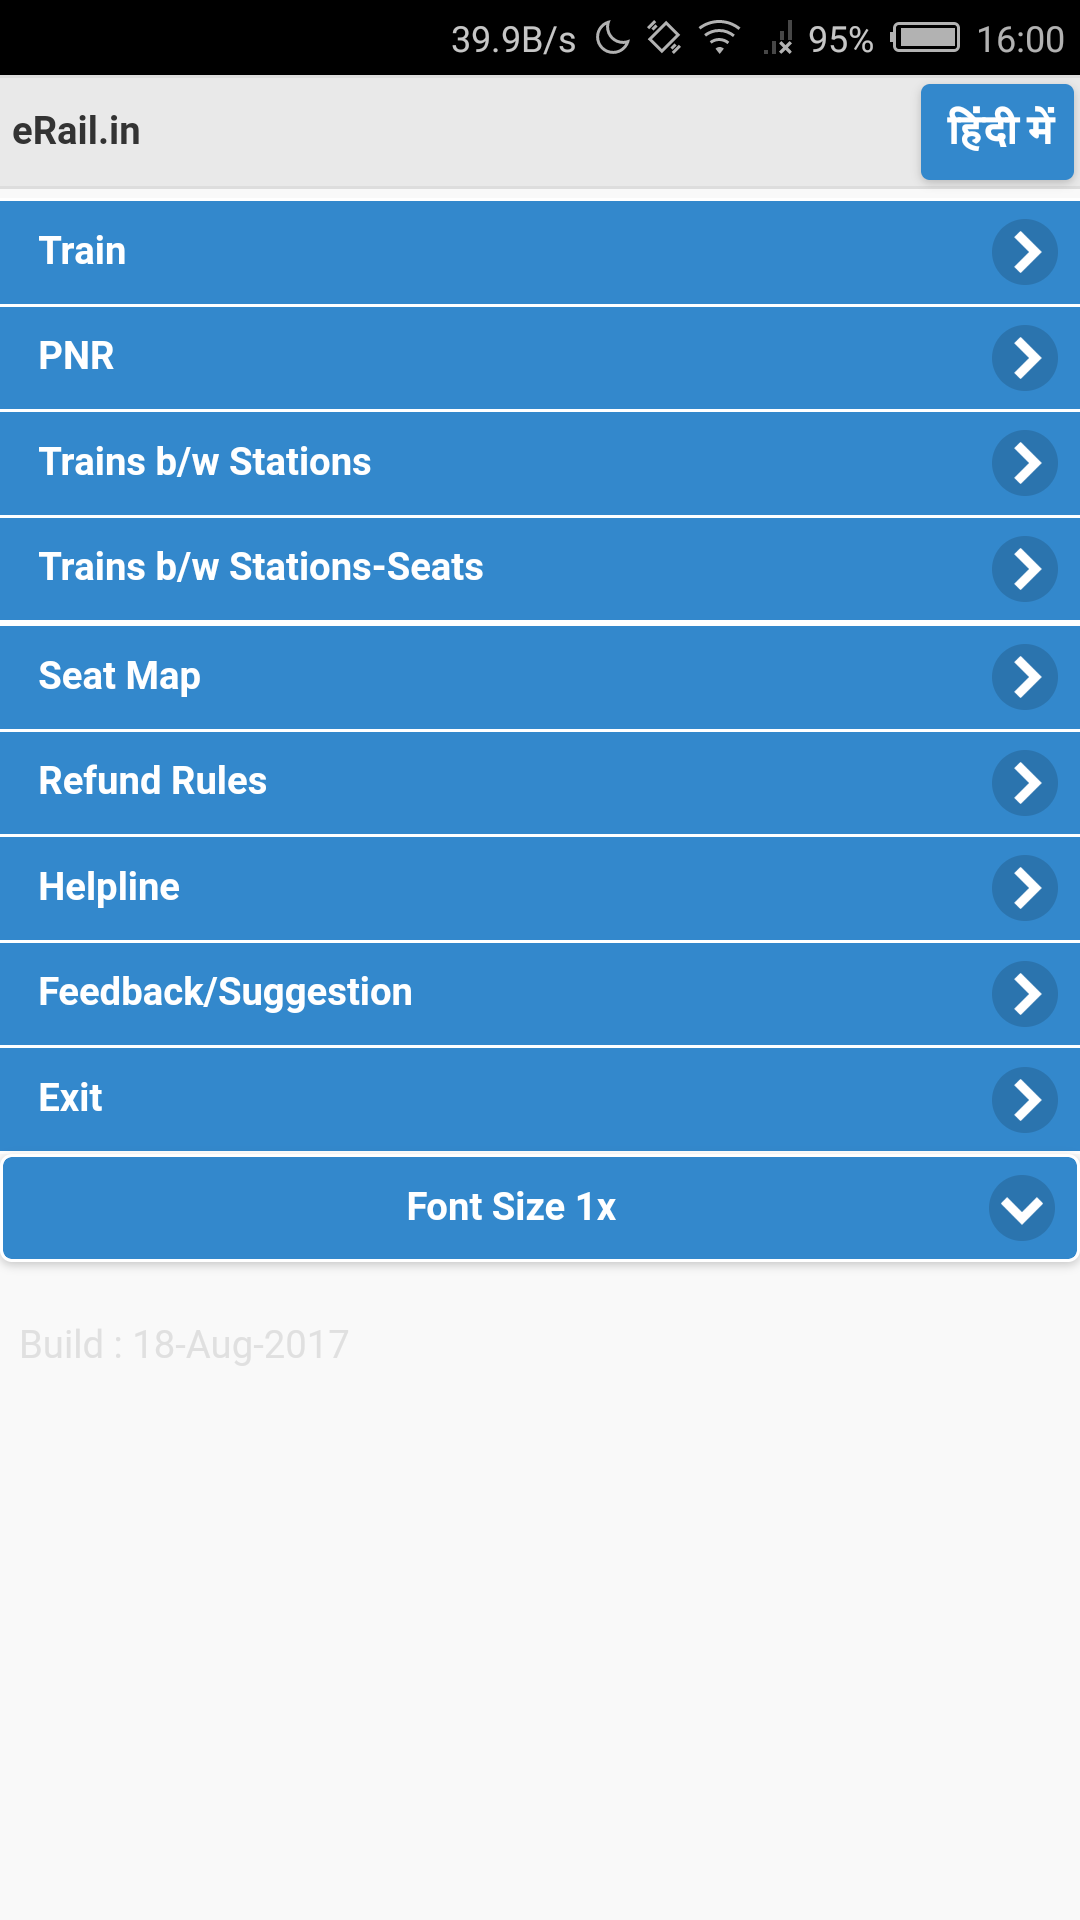 39.9B/s 95% 16:00
eRail.in हिंदी में
Train
PNR
Trains b/w Stations
Trains b/w Stations-Seats
Seat Map
Refund Rules
Helpline
Feedback/Suggestion
Exit
Font Size 1x
Build : 18-Aug-2017